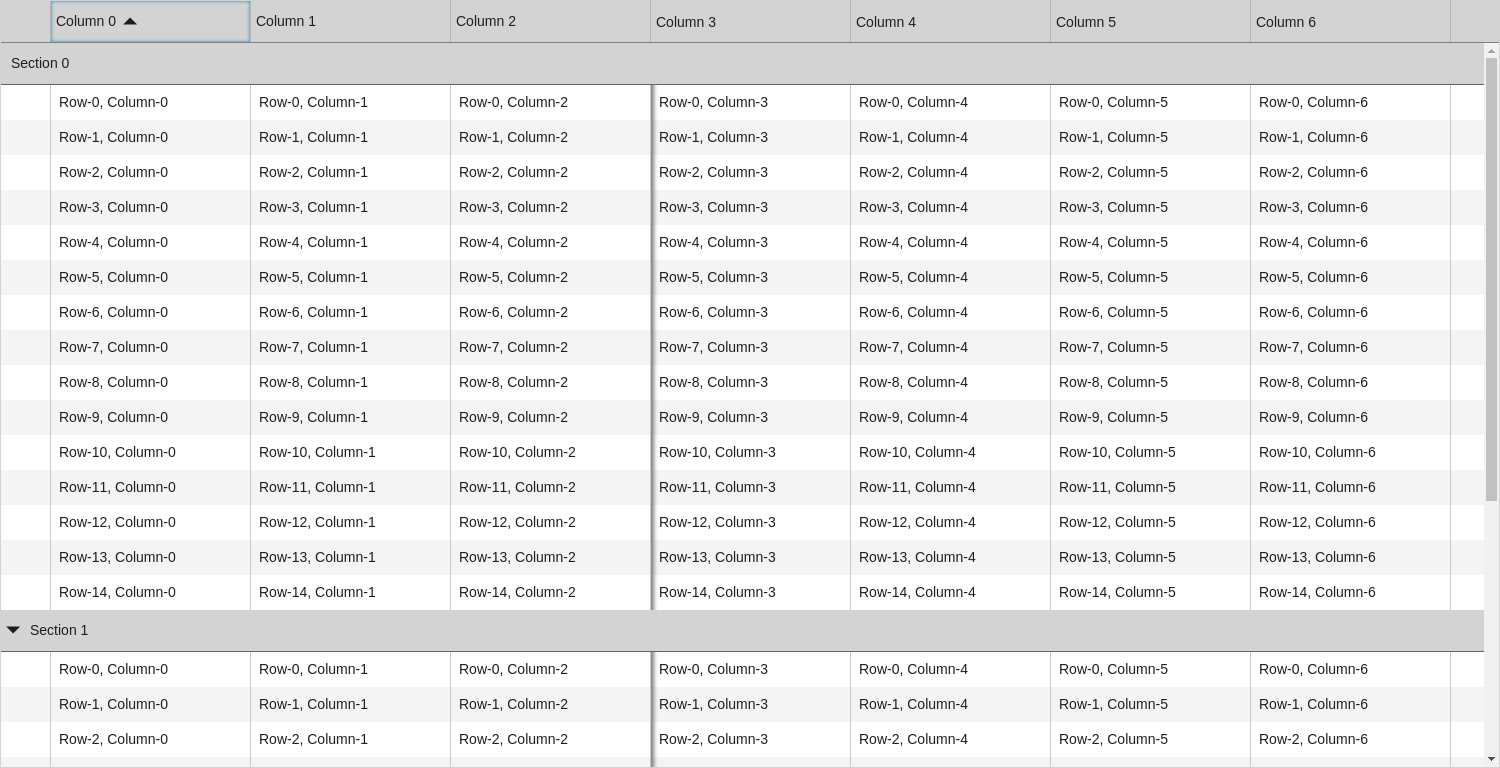 Column 0 Column 1 Column 2 Column 3 Column 4 Column 5 Column 6
Section 0
Row-0, Column-0 Row-0, Column-1 Row-0, Column-2 Row-0, Column-3 Row-0, Column-4 Row-0, Column-5 Row-0, Column-6
Row-1, Column-0 Row-1, Column-1 Row-1, Column-2 Row-1, Column-3 Row-1, Column-4 Row-1, Column-5 Row-1, Column-6
Row-2, Column-0 Row-2, Column-1 Row-2, Column-2 Row-2, Column-3 Row-2, Column-4 Row-2, Column-5 Row-2, Column-6
Row-3, Column-0 Row-3, Column-1 Row-3, Column-2 Row-3, Column-3 Row-3, Column-4 Row-3, Column-5 Row-3, Column-6
Row-4, Column-0 Row-4, Column-1 Row-4, Column-2 Row-4, Column-3 Row-4, Column-4 Row-4, Column-5 Row-4, Column-6
Row-5, Column-0 Row-5, Column-1 Row-5, Column-2 Row-5, Column-3 Row-5, Column-4 Row-5, Column-5 Row-5, Column-6
Row-6, Column-0 Row-6, Column-1 Row-6, Column-2 Row-6, Column-3 Row-6, Column-4 Row-6, Column-5 Row-6, Column-6
Row-7, Column-0 Row-7, Column-1 Row-7, Column-2 Row-7, Column-3 Row-7, Column-4 Row-7, Column-5 Row-7, Column-6
Row-8, Column-0 Row-8, Column-1 Row-8, Column-2 Row-8, Column-3 Row-8, Column-4 Row-8, Column-5 Row-8, Column-6
Row-9, Column-0 Row-9, Column-1 Row-9, Column-2 Row-9, Column-3 Row-9, Column-4 Row-9, Column-5 Row-9, Column-6
Row-10, Column-0 Row-10, Column-1 Row-10, Column-2 Row-10, Column-3 Row-10, Column-4 Row-10, Column-5 Row-10, Column-6
Row-11, Column-0 Row-11, Column-1 Row-11, Column-2 Row-11, Column-3 Row-11, Column-4 Row-11, Column-5 Row-11, Column-6
Row-12, Column-0 Row-12, Column-1 Row-12, Column-2 Row-12, Column-3 Row-12, Column-4 Row-12, Column-5 Row-12, Column-6
Row-13, Column-0 Row-13, Column-1 Row-13, Column-2 Row-13, Column-3 Row-13, Column-4 Row-13, Column-5 Row-13, Column-6
Row-14, Column-0 Row-14, Column-1 Row-14, Column-2 Row-14, Column-3 Row-14, Column-4 Row-14, Column-5 Row-14, Column-6
Section 1
Row-0, Column-0 Row-0, Column-1 Row-0, Column-2 Row-0, Column-3 Row-0, Column-4 Row-0, Column-5 Row-0, Column-6
Row-1, Column-0 Row-1, Column-1 Row-1, Column-2 Row-1, Column-3 Row-1, Column-4 Row-1, Column-5 Row-1, Column-6
Row-2, Column-0 Row-2, Column-1 Row-2, Column-2 Row-2, Column-3 Row-2, Column-4 Row-2, Column-5 Row-2, Column-6